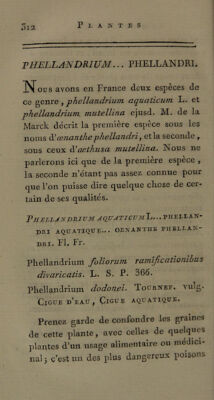 312 PLANTES
PHELLANDRIUM... PHELLANDRI.
Nous avons en France deux espèces de
ce genre, phellandrium aquaticum L. et
phellandrium mutellina ejusd. M. de la
Marck décrit la première espèce sous les
noms d'œnanthe phellandri, et la seconde,
sous ceux d'œthusa mutellina. Nous ne
parlerons ici que de la première espèce,
la seconde n'étant pas assez connue pour
que l'on puisse dire quelque chose de cer-
tain de ses qualités.
PHELLANDRIUM AQUATICUM L...PHELLAN-
DRI AQUATIQUE... OENANTHE PHELLAN-
DRI. Fl. Fr.
Phellandrium foliorum ramificationibus
divaricatis. L. S. P. 366.
Phellandrium dodonei. TOURNEF. vulg.
CIGUE D'EAU, CIGUE AQUATIQUE.
Prenez garde de confondre les graines
de cette plante, avec celles de quelques
plantes d'un usage alimentaire ou médici-
nal; c'est un des plus dangereux poisons